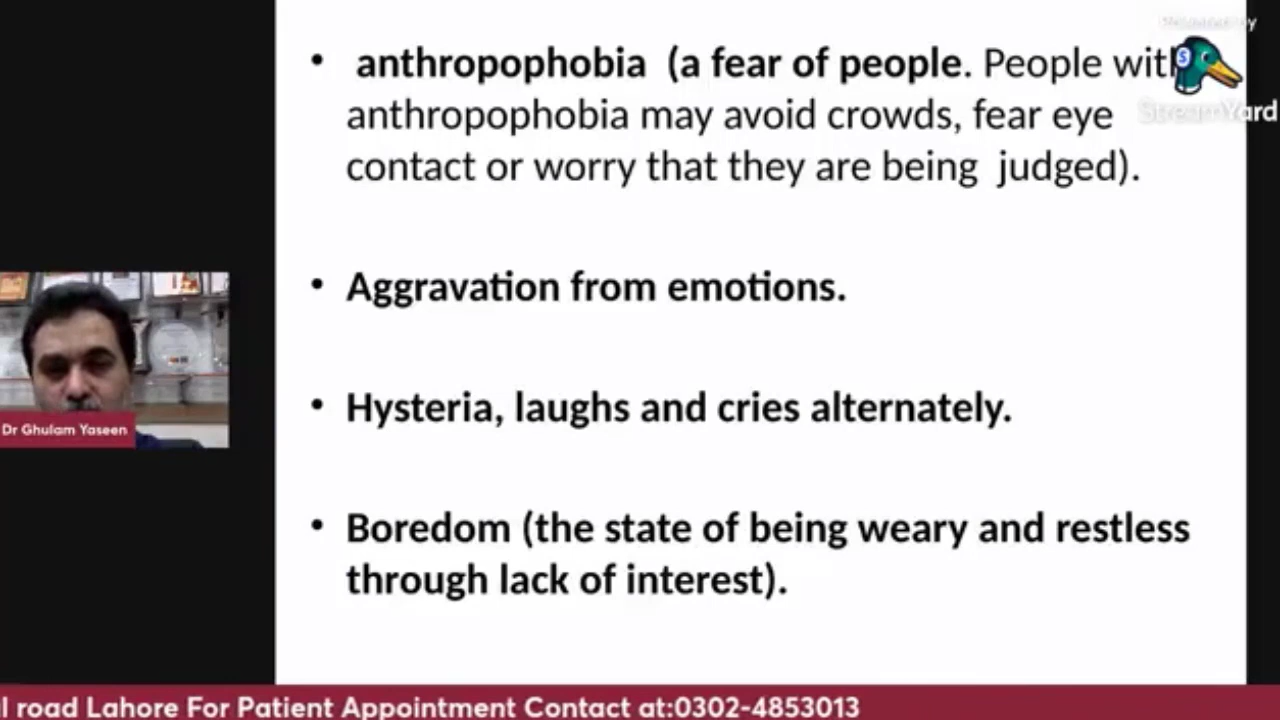 Powered by
StreamYard
• anthropophobia (a fear of people. People with
anthropophobia may avoid crowds, fear eye
contact or worry that they are being judged).
• Aggravation from emotions.
• Hysteria, laughs and cries alternately.
• Boredom (the state of being weary and restless
through lack of interest).
Dr Ghulam Yaseen
l road Lahore For Patient Appointment Contact at:0302-4853013